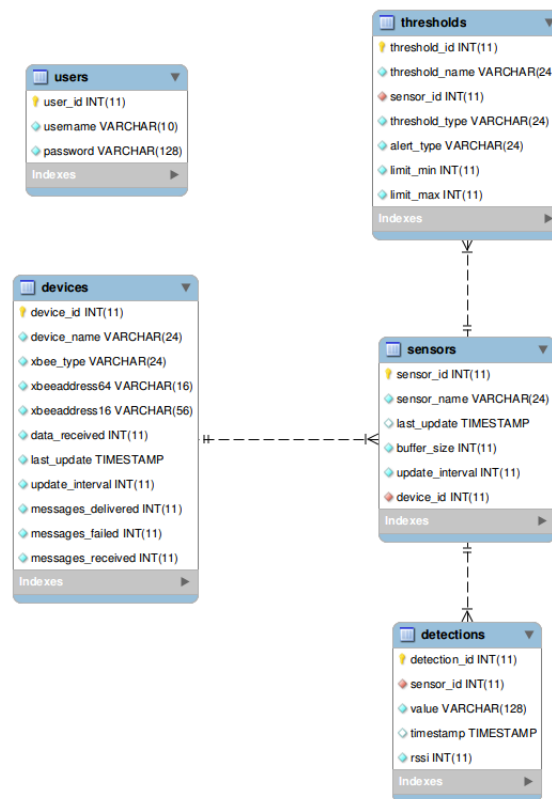 users
user_id INT(11)
username VARCHAR(10)
password VARCHAR(128)
Indexes
thresholds
threshold_id INT(11)
threshold_name VARCHAR(24
sensor_id INT(11)
threshold_type VARCHAR(24)
alert_type VARCHAR(24)
limit_min INT(11)
limit_max INT(11)
Indexes
devices
device_id INT(11)
device_name VARCHAR(24)
xbee_type VARCHAR(24)
xbeeaddress64 VARCHAR(16)
xbeeaddress16 VARCHAR(56)
data_received INT(11)
last_update TIMESTAMP
update_interval INT(11)
messages_delivered INT(11)
messages_failed INT(11)
messages_received INT(11)
Indexes
sensors
sensor_id INT(11)
sensor_name VARCHAR(24)
last_update TIMESTAMP
buffer_size INT(11)
update_interval INT(11)
device_id INT(11)
Indexes
detections
detection_id INT(11)
sensor_id INT(11)
value VARCHAR(128)
timestamp TIMESTAMP
rssi INT(11)
Indexes